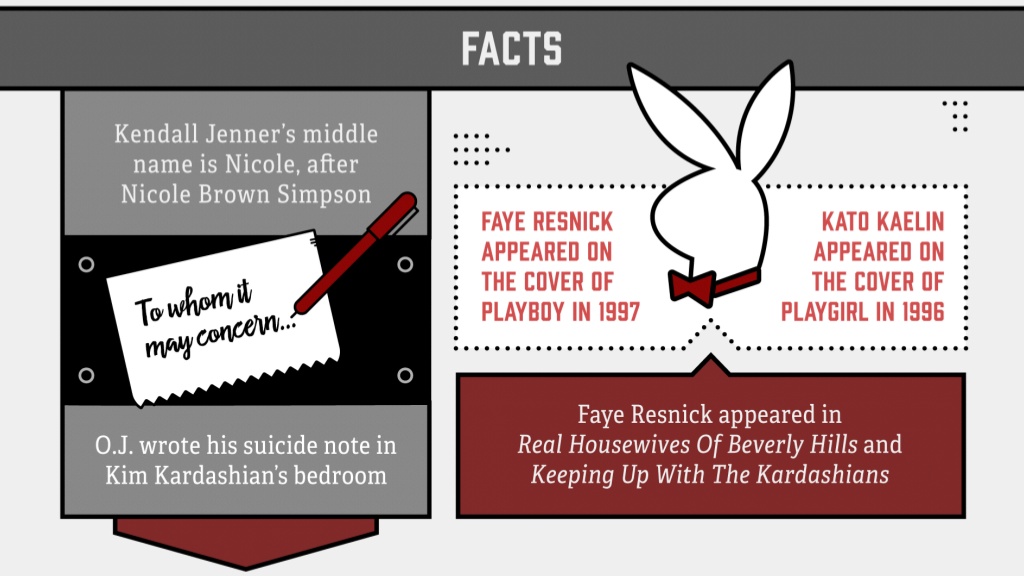 FACTS
Kendall Jenner's middle
name is Nicole, after
Nicole Brown Simpson
To whom it
may concern...
O.J. wrote his suicide note in
Kim Kardashian's bedroom
FAYE RESNICK
APPEARED ON
THE COVER OF
PLAYBOY IN 1997
KATO KAELIN
APPEARED ON
THE COVER OF
PLAYGIRL IN 1996
Faye Resnick appeared in
Real Housewives Of Beverly Hills and
Keeping Up With The Kardashians